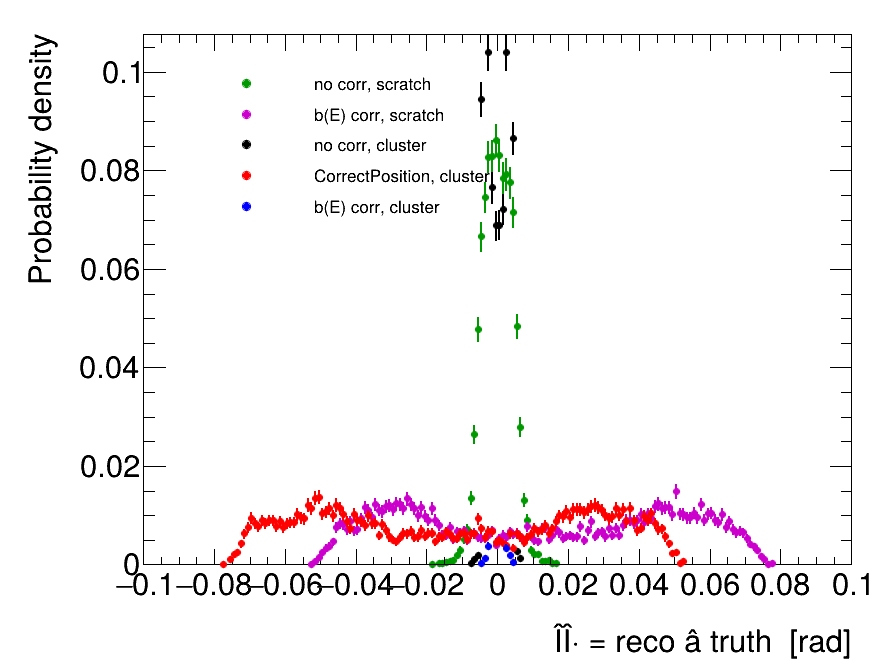 Probability density
0.1
0.08
0.06
0.04
0.02
0
no corr, scratch
b(E) corr, scratch
no corr, cluster
CorrectPosition, cluster
b(E) corr, cluster
−0.1 −0.08 −0.06 −0.04 −0.02 0 0.02 0.04 0.06 0.08 0.1
ÎÎ· = reco â truth [rad]